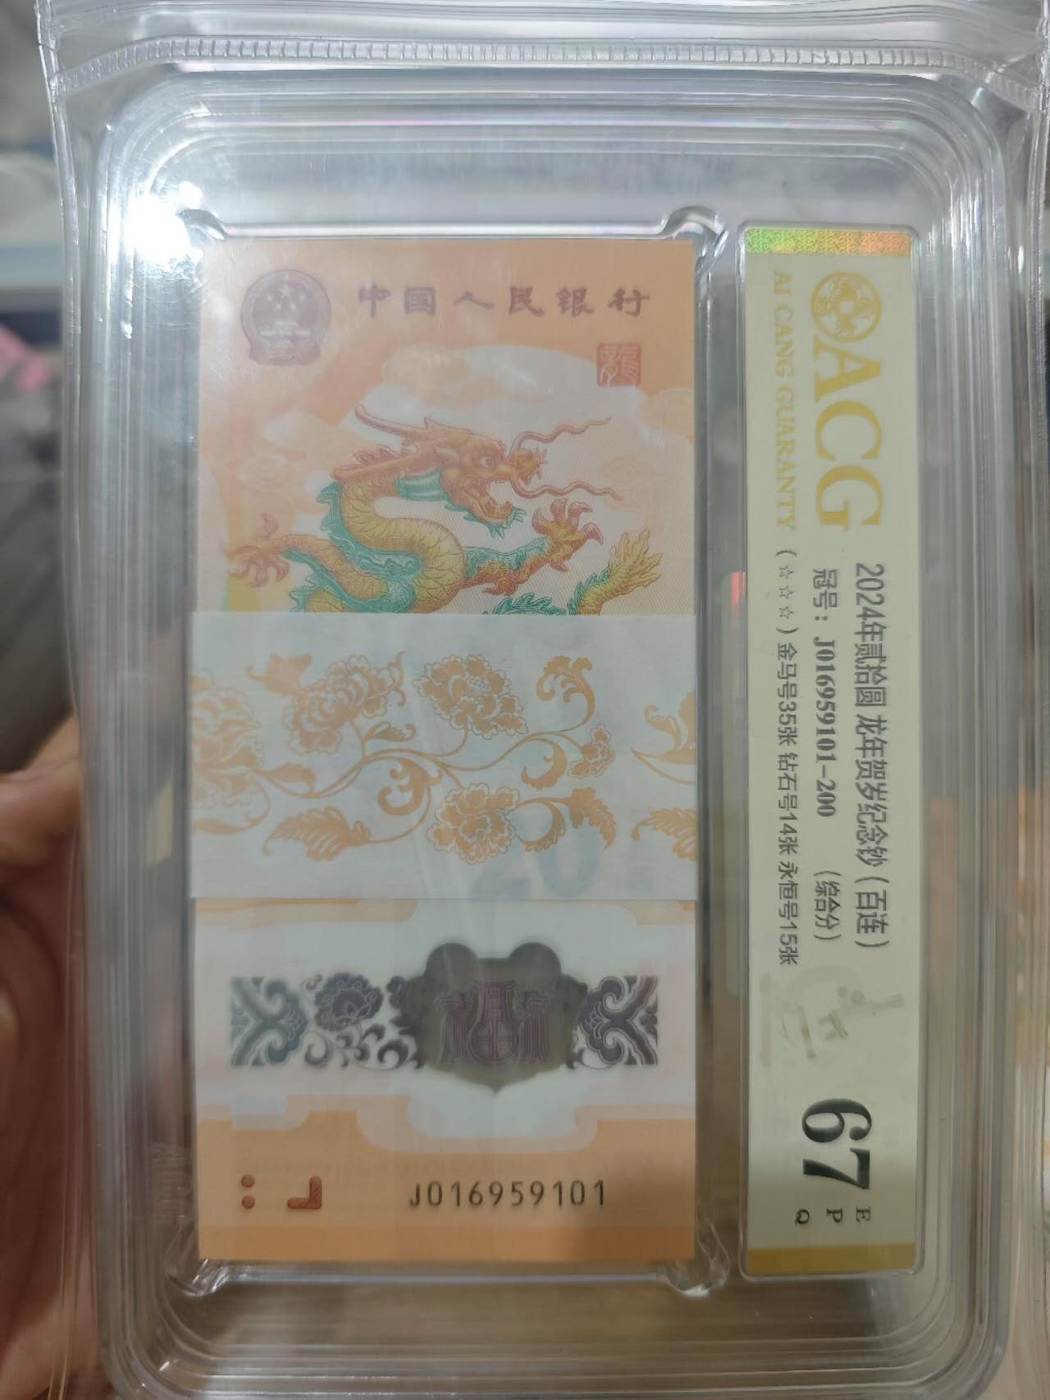 中国人民银行
J016959101
ACG
AI CANG GUARANTY
2024年贰拾圆 龙年贺岁纪念钞(百连)
冠号: J016959101-200 (综合分)
(☆☆☆)金马号35张 钻石号14张 永恒号15张
67
E
P
Q